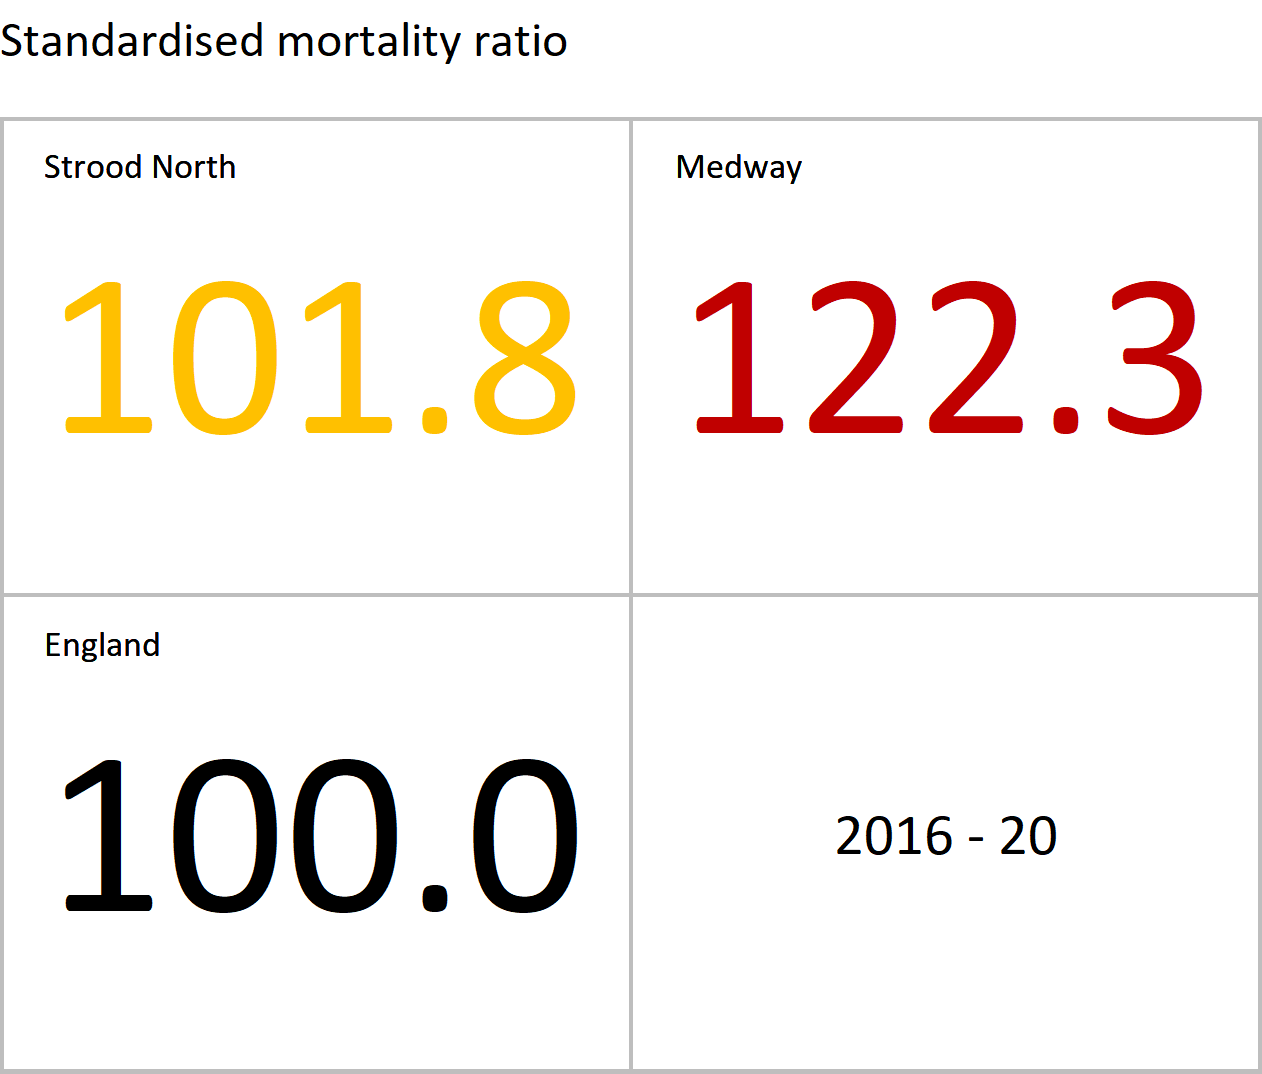 Standardised mortality ratio
Strood North
Medway
101.8
122.3
England
100.0
2016 - 20